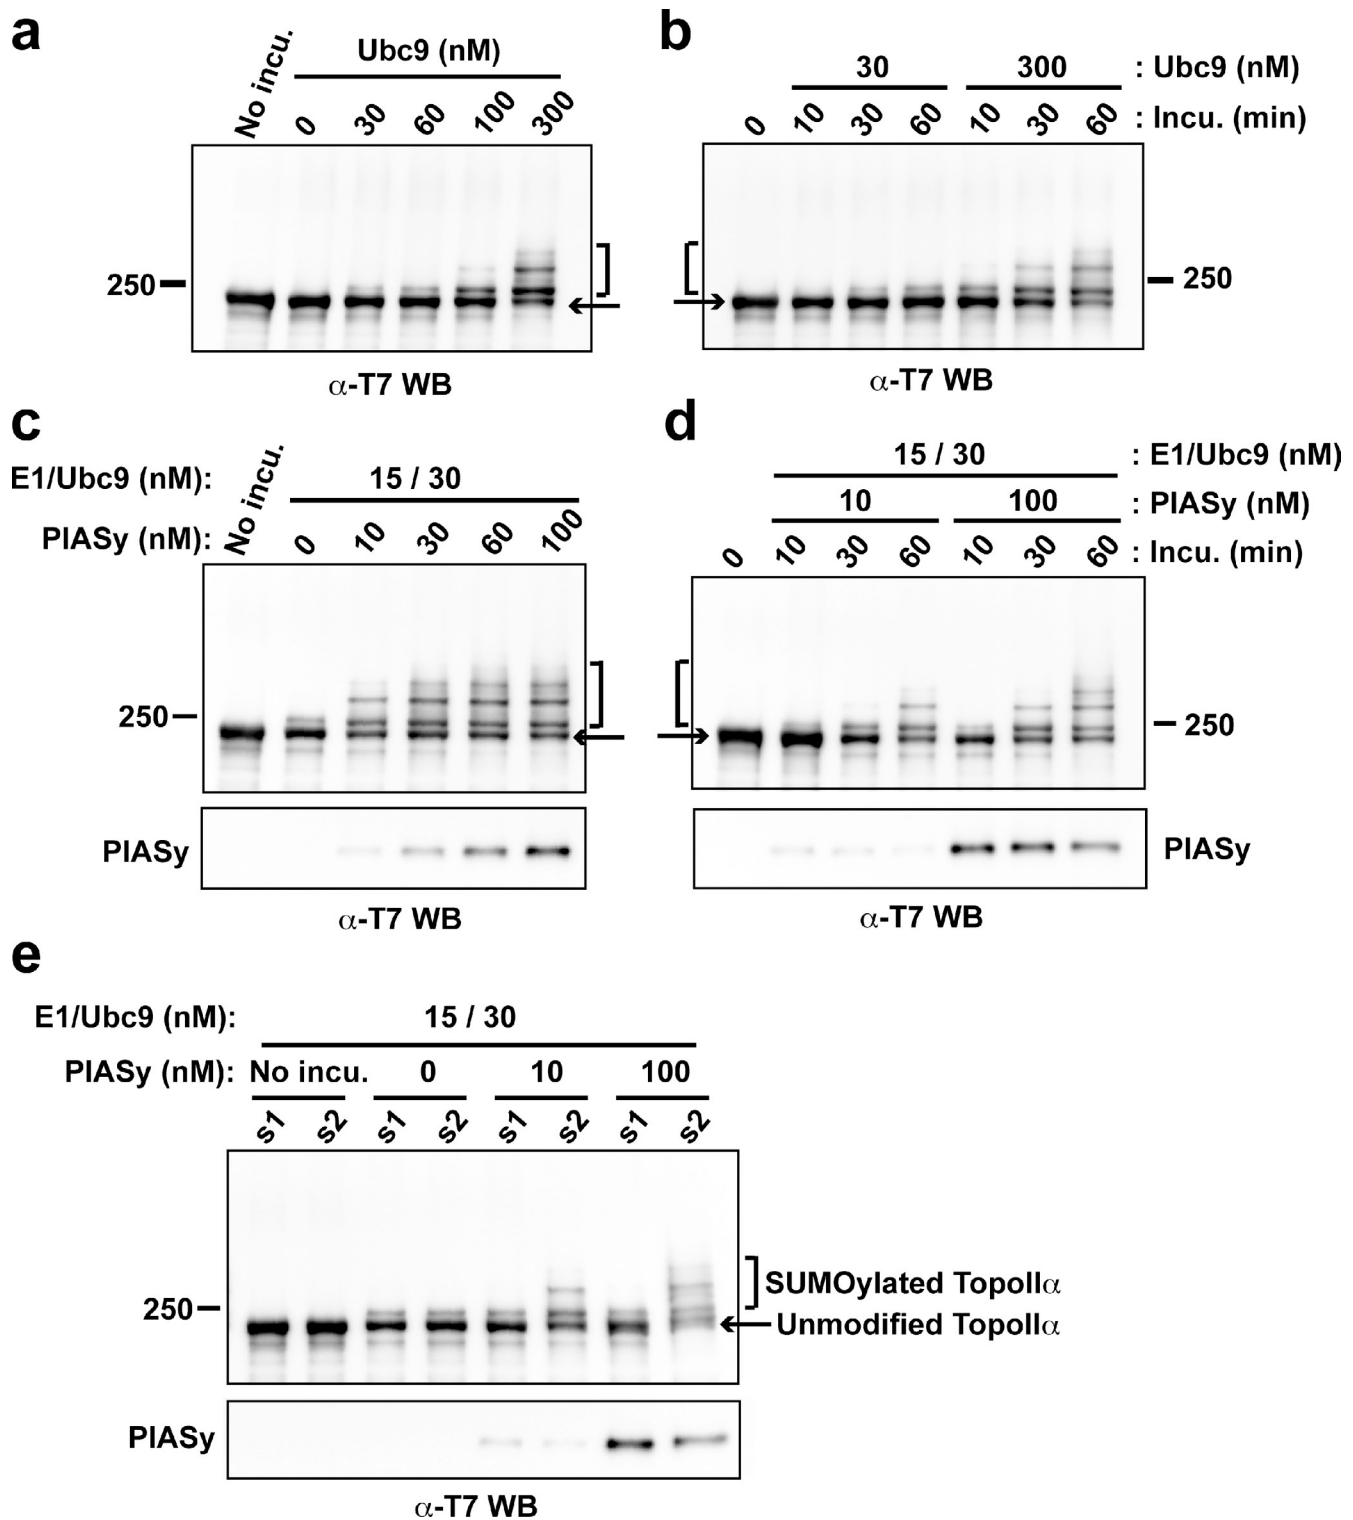 a
No incu.
Ubc9 (nM)
0 30 60 100 300
250
α-T7 WB
b
30 300 : Ubc9 (nM)
0 10 30 60 10 30 60 : Incu. (min)
250
α-T7 WB
c
No incu.
E1/Ubc9 (nM): 15 / 30
PIASy (nM): 0 10 30 60 100
250
PIASy
α-T7 WB
d
15 / 30 : E1/Ubc9 (nM)
10 100 : PIASy (nM)
0 10 30 60 10 30 60 : Incu. (min)
250
PIASy
α-T7 WB
e
E1/Ubc9 (nM): 15 / 30
PIASy (nM): No incu. 0 10 100
s1 s2 s1 s2 s1 s2 s1 s2
250
SUMOylated TopoIIα
Unmodified TopoIIα
PIASy
α-T7 WB